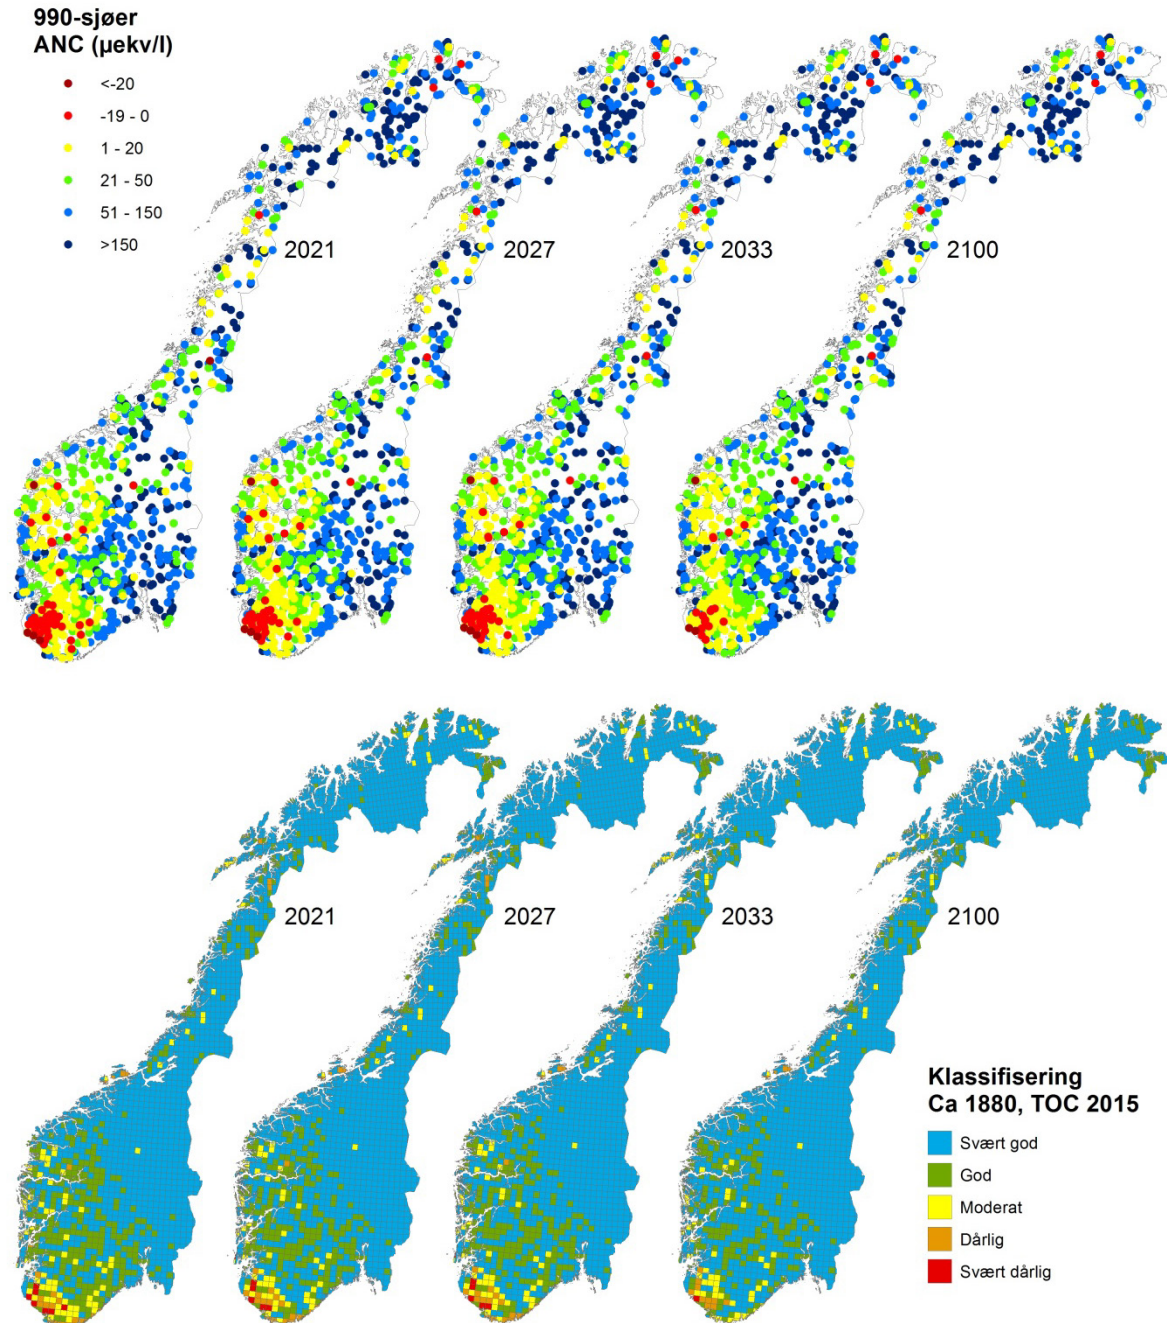 990-sjøer
ANC (µekv/l)
<-20
-19 - 0
1 - 20
21 - 50
51 - 150
>150
2021
2027
2033
2100
2021
2027
2033
2100
Klassifisering
Ca 1880, TOC 2015
Svært god
God
Moderat
Dårlig
Svært dårlig